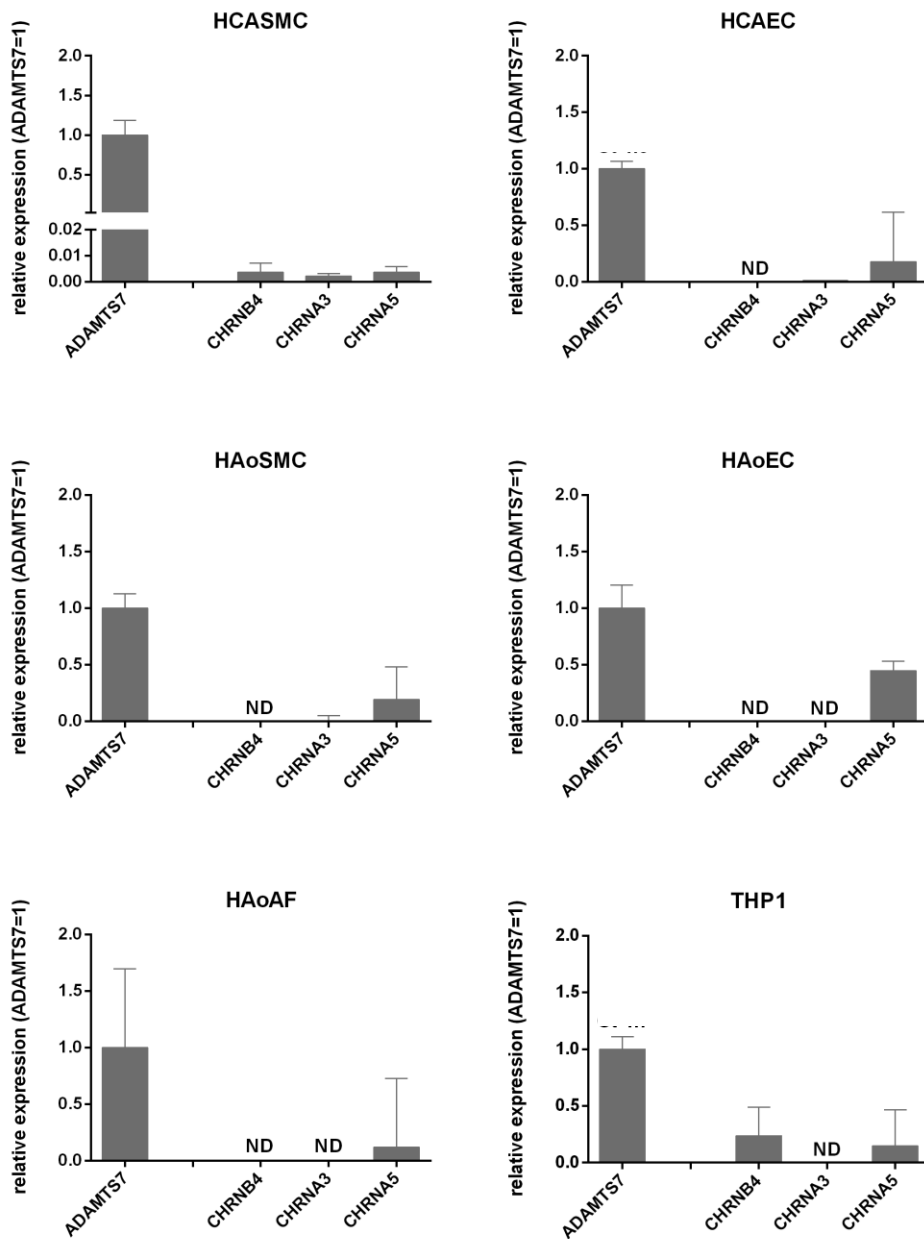 HCASMC
relative expression (ADAMTS7=1)
2.0
1.5
1.0
0.5
0.02
0.01
0.00
ADAMTS7
CHRNB4
CHRNA3
CHRNA5
HCAEC
relative expression (ADAMTS7=1)
2.0
1.5
1.0
0.5
0.0
ND
ADAMTS7
CHRNB4
CHRNA3
CHRNA5
HAoSMC
relative expression (ADAMTS7=1)
2.0
1.5
1.0
0.5
0.0
ND
ADAMTS7
CHRNB4
CHRNA3
CHRNA5
HAoEC
relative expression (ADAMTS7=1)
2.0
1.5
1.0
0.5
0.0
ND
ND
ADAMTS7
CHRNB4
CHRNA3
CHRNA5
HAoAF
relative expression (ADAMTS7=1)
2.0
1.5
1.0
0.5
0.0
ND
ND
ADAMTS7
CHRNB4
CHRNA3
CHRNA5
THP1
relative expression (ADAMTS7=1)
2.0
1.5
1.0
0.5
0.0
ND
ADAMTS7
CHRNB4
CHRNA3
CHRNA5